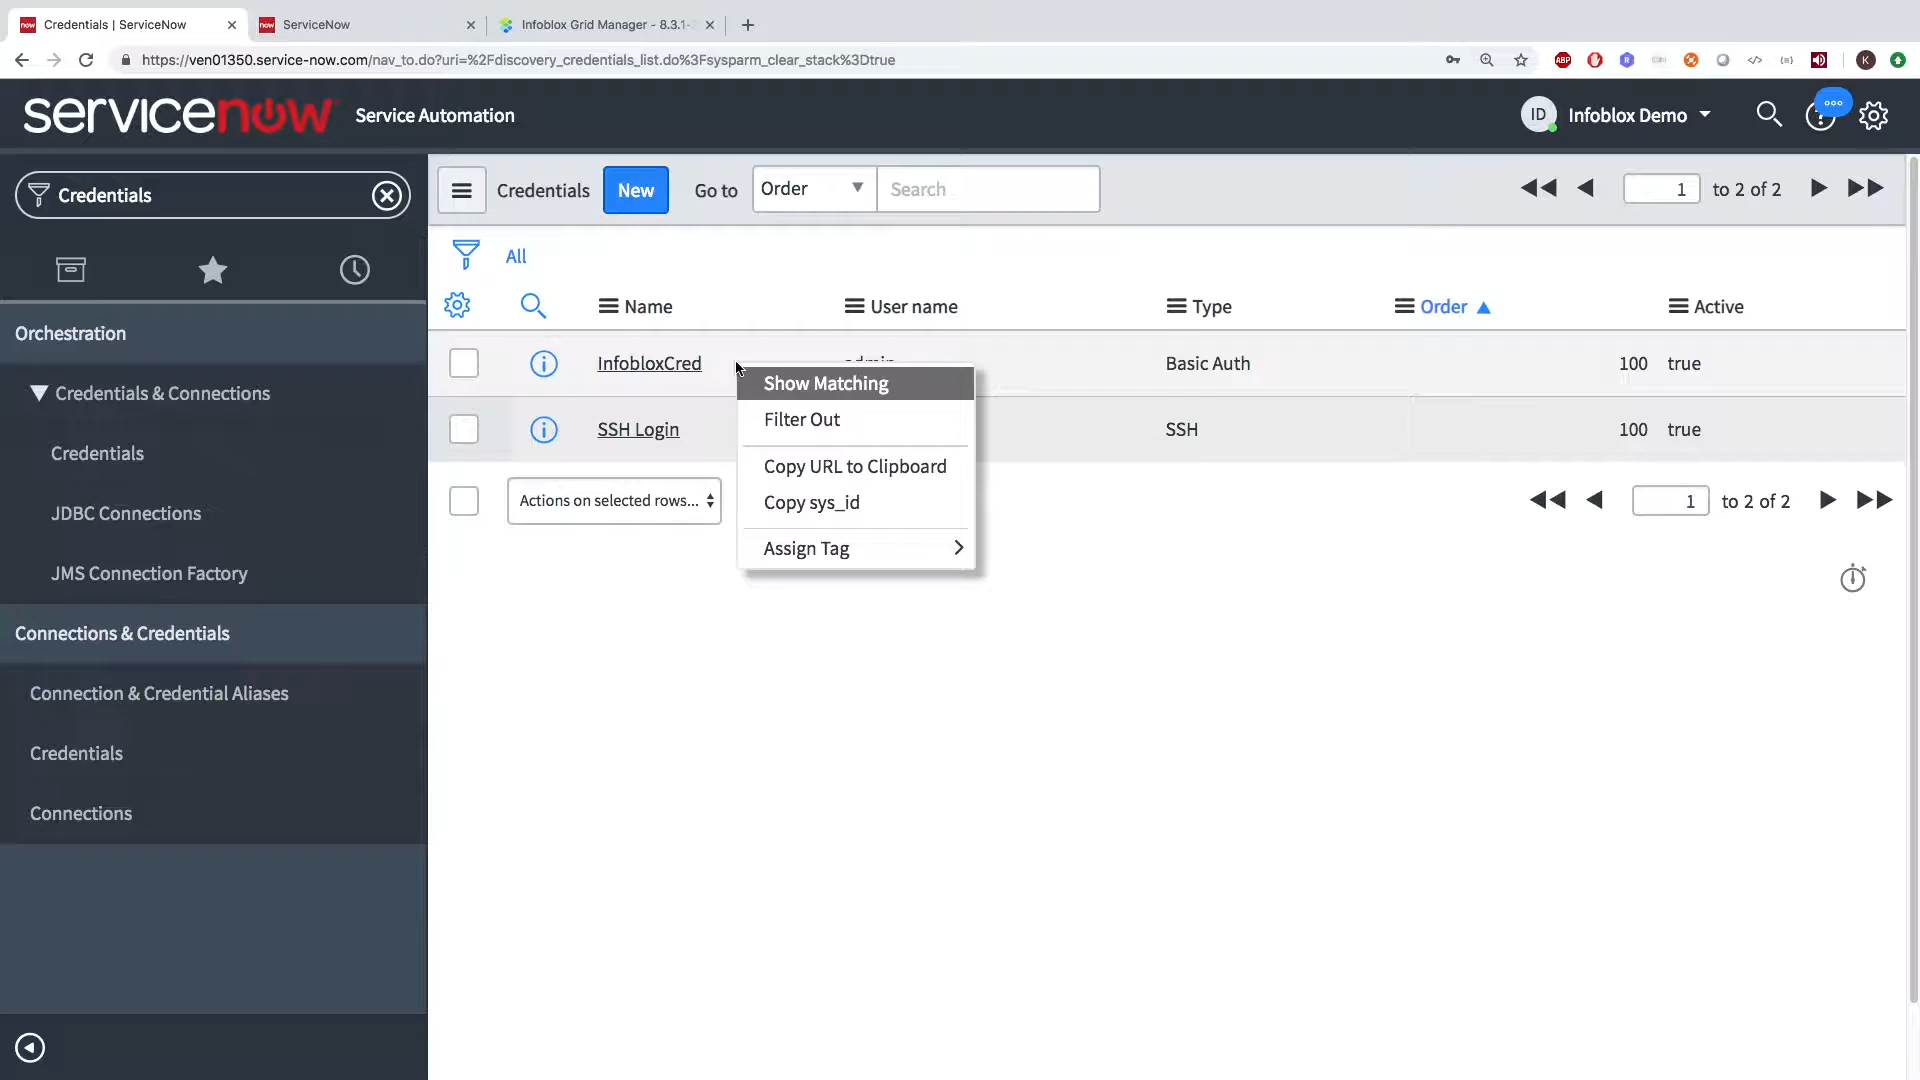 Credentials | ServiceNow
ServiceNow
Infoblox Grid Manager - 8.3.1-
https://ven01350.service-now.com/nav_to.do?uri=%2Fdiscovery_credentials_list.do%3Fsysparm_clear_stack%3Dtrue
ABP
K
servicenow Service Automation
ID Infoblox Demo
Credentials
Credentials New Go to Order Search 1 to 2 of 2
All
Name User name Type Order Active
InfobloxCred admin Basic Auth 100 true
SSH Login SSH 100 true
Actions on selected rows... 1 to 2 of 2
Show Matching
Filter Out
Copy URL to Clipboard
Copy sys_id
Assign Tag
Orchestration
Credentials & Connections
Credentials
JDBC Connections
JMS Connection Factory
Connections & Credentials
Connection & Credential Aliases
Credentials
Connections